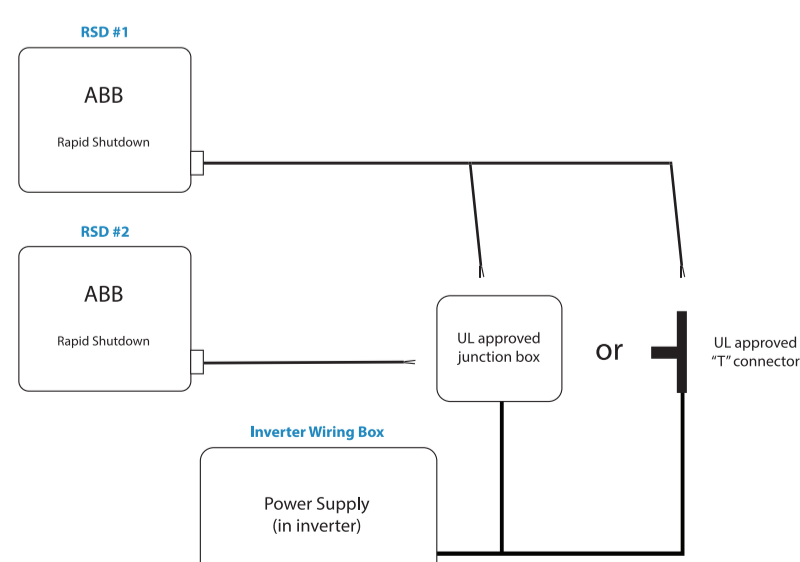 RSD #1
ABB
Rapid Shutdown
RSD #2
ABB
Rapid Shutdown
UL approved
junction box
or
UL approved
“T” connector
Inverter Wiring Box
Power Supply
(in inverter)